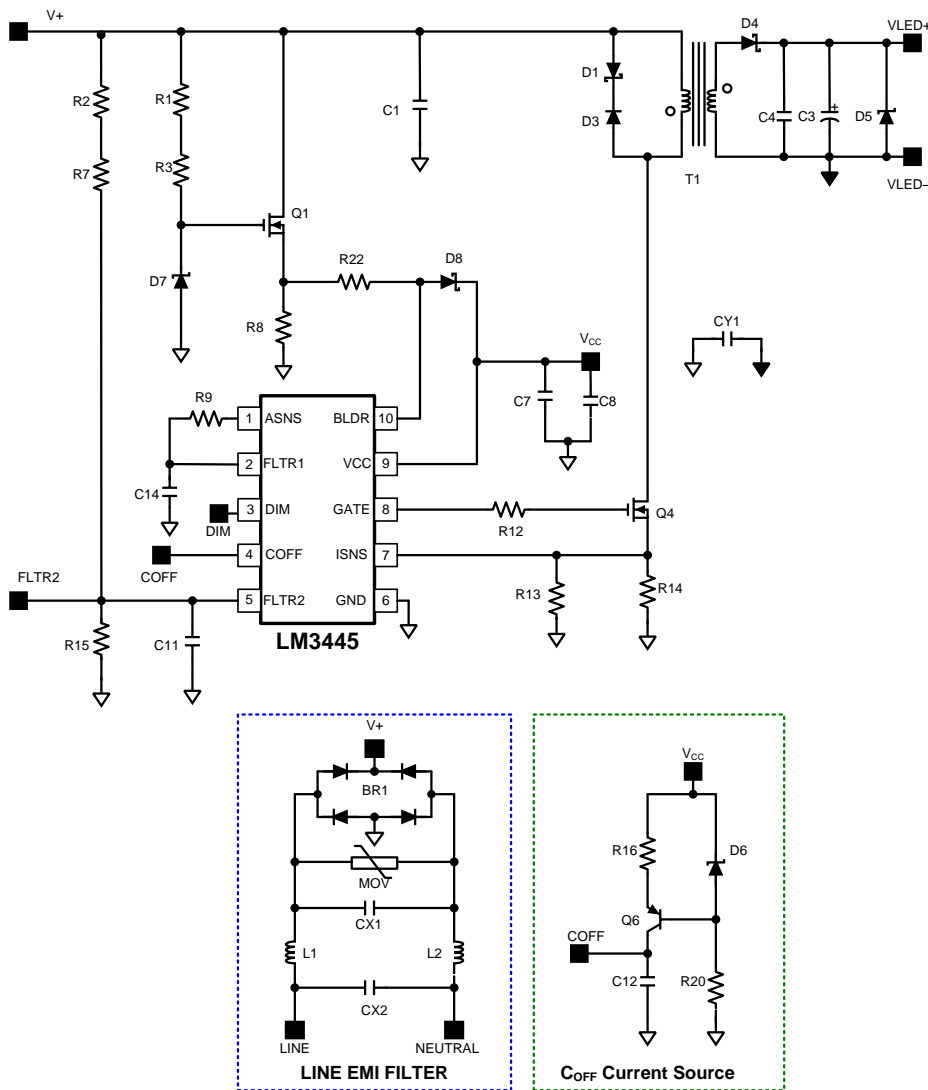 V+
D4
VLED+
R2
R1
D1
C1
D3
C4
C3
+
D5
R7
R3
T1
VLED–
Q1
D7
R22
D8
R8
CY1
VCC
C7
C8
R9
1 ASNS
BLDR 10
2 FLTR1
VCC 9
C14
3 DIM
GATE 8
DIM
R12
Q4
4 COFF
ISNS 7
COFF
FLTR2
5 FLTR2
GND 6
R13
R14
R15
C11
LM3445
V+
BR1
MOV
CX1
L1
L2
CX2
LINE
NEUTRAL
LINE EMI FILTER
VCC
R16
D6
Q6
COFF
C12
R20
COFF Current Source